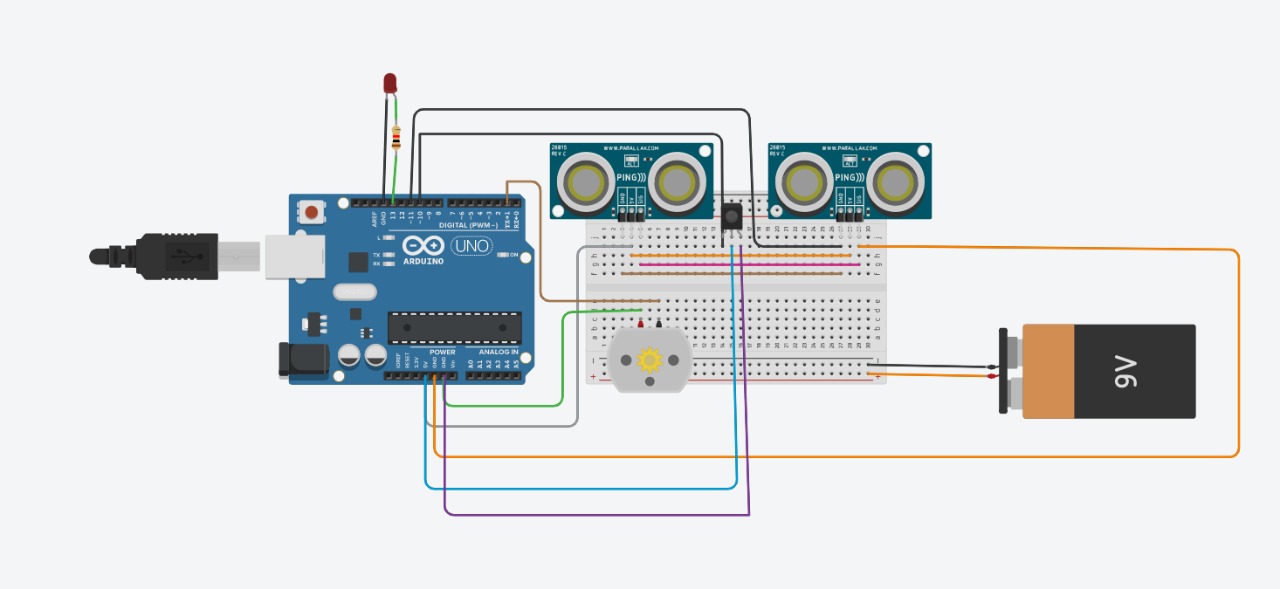 28015
REV C
WWW.PARALLAX.COM
ALT
PING)))
GND
5V
SIG
28015
REV C
WWW.PARALLAX.COM
ALT
PING)))
GND
5V
SIG
AREF
GND
13
12
~11
~10
~9
8
7
~6
~5
4
~3
2
TX→1
RX←0
DIGITAL (PWM~)
L
TX
RX
UNO
ARDUINO
ON
POWER
ANALOG IN
IOREF
RESET
3.3V
5V
GND
GND
Vin
A0
A1
A2
A3
A4
A5
9V